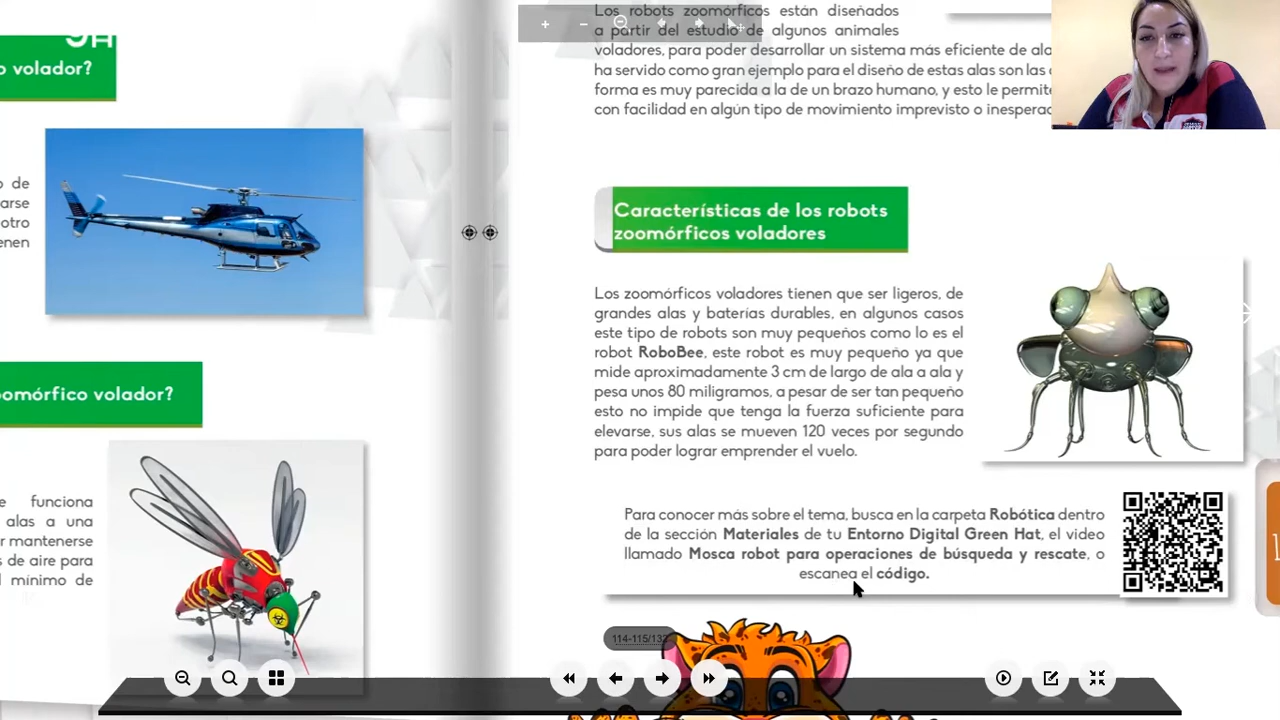 o volador?
o de
arse
otro
enen
oomórfico volador?
e funciona
alas a una
r mantenerse
s de aire para
l mínimo de
Los robots zoomórficos están diseñados
a partir del estudio de algunos animales
voladores, para poder desarrollar un sistema más eficiente de ala
ha servido como gran ejemplo para el diseño de estas alas son las
forma es muy parecida a la de un brazo humano, y esto le permite
con facilidad en algún tipo de movimiento imprevisto o inespera
Características de los robots
zoomórficos voladores
Los zoomórficos voladores tienen que ser ligeros, de
grandes alas y baterías durables, en algunos casos
este tipo de robots son muy pequeños como lo es el
robot RoboBee, este robot es muy pequeño ya que
mide aproximadamente 3 cm de largo de ala a ala y
pesa unos 80 miligramos, a pesar de ser tan pequeño
esto no impide que tenga la fuerza suficiente para
elevarse, sus alas se mueven 120 veces por segundo
para poder lograr emprender el vuelo.
Para conocer más sobre el tema, busca en la carpeta Robótica dentro
de la sección Materiales de tu Entorno Digital Green Hat, el video
llamado Mosca robot para operaciones de búsqueda y rescate, o
escanea el código.
114-115/132